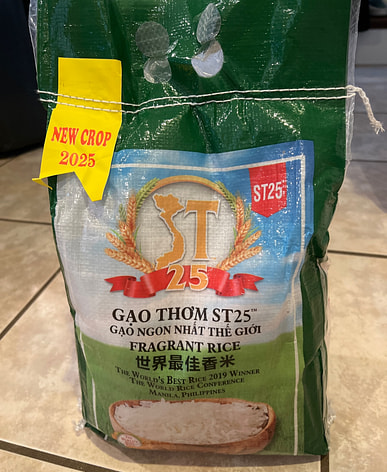 NEW CROP
2025
ST25
ST
25
GẠO THƠM ST25™
GẠO NGON NHẤT THẾ GIỚI
FRAGRANT RICE
世界最佳香米
THE WORLD'S BEST RICE 2019 WINNER
THE WORLD RICE CONFERENCE
MANILA, PHILIPPINES